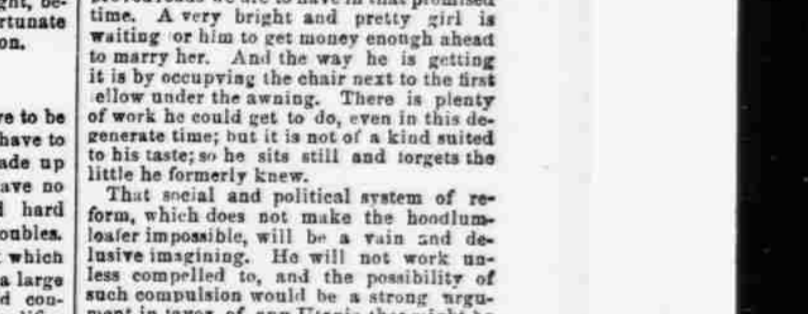 ght, be-
rtunate
on.
re to be
have to
ade up
ave no
l hard
oubles.
which
a large
d con-
time. A very bright and pretty girl is
waiting or him to get money enough ahead
to marry her. And the way he is getting
it is by occupving the chair next to the first
ellow under the awning. There is plenty
of work he could get to do, even in this de-
generate time; but it is not of a kind suited
to his taste; so he sits still and torgets the
little he formerly knew.
That social and political system of re-
form, which does not make the hoodlum-
loafer impossible, will be a vain and de-
lusive imagining. He will not work un-
less compelled to, and the possibility of
such compulsion would be a strong argu-